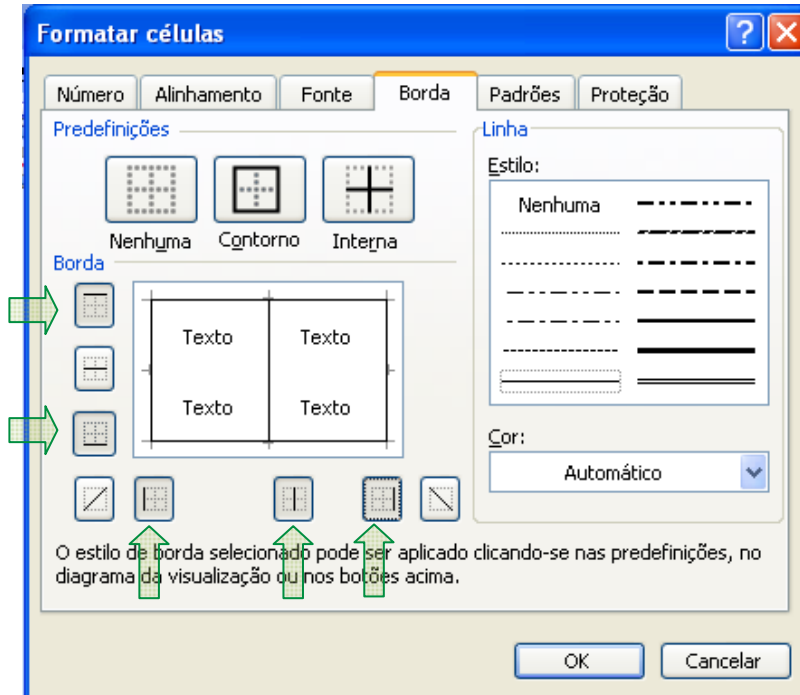 Formatar células
Número Alinhamento Fonte Borda Padrões Proteção
Predefinições
Nenhuma Contorno Interna
Borda
Texto Texto
Texto Texto
Linha
Estilo:
Nenhuma
Cor:
Automático
O estilo de borda selecionado pode ser aplicado clicando-se nas predefinições, no
diagrama da visualização ou nos botões acima.
OK Cancelar